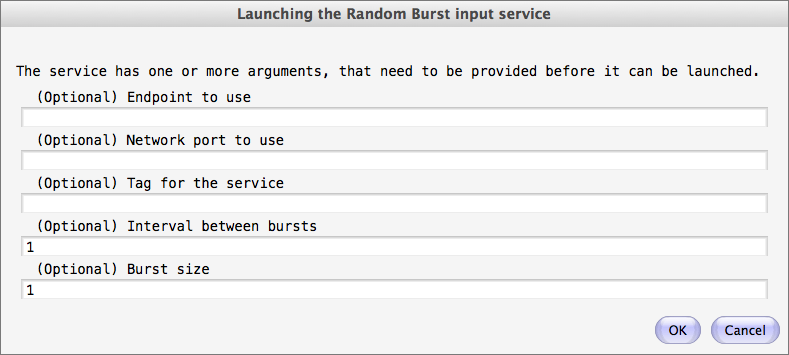 Launching the Random Burst input service
The service has one or more arguments, that need to be provided before it can be launched.
(Optional) Endpoint to use
(Optional) Network port to use
(Optional) Tag for the service
(Optional) Interval between bursts
1
(Optional) Burst size
1
OK Cancel